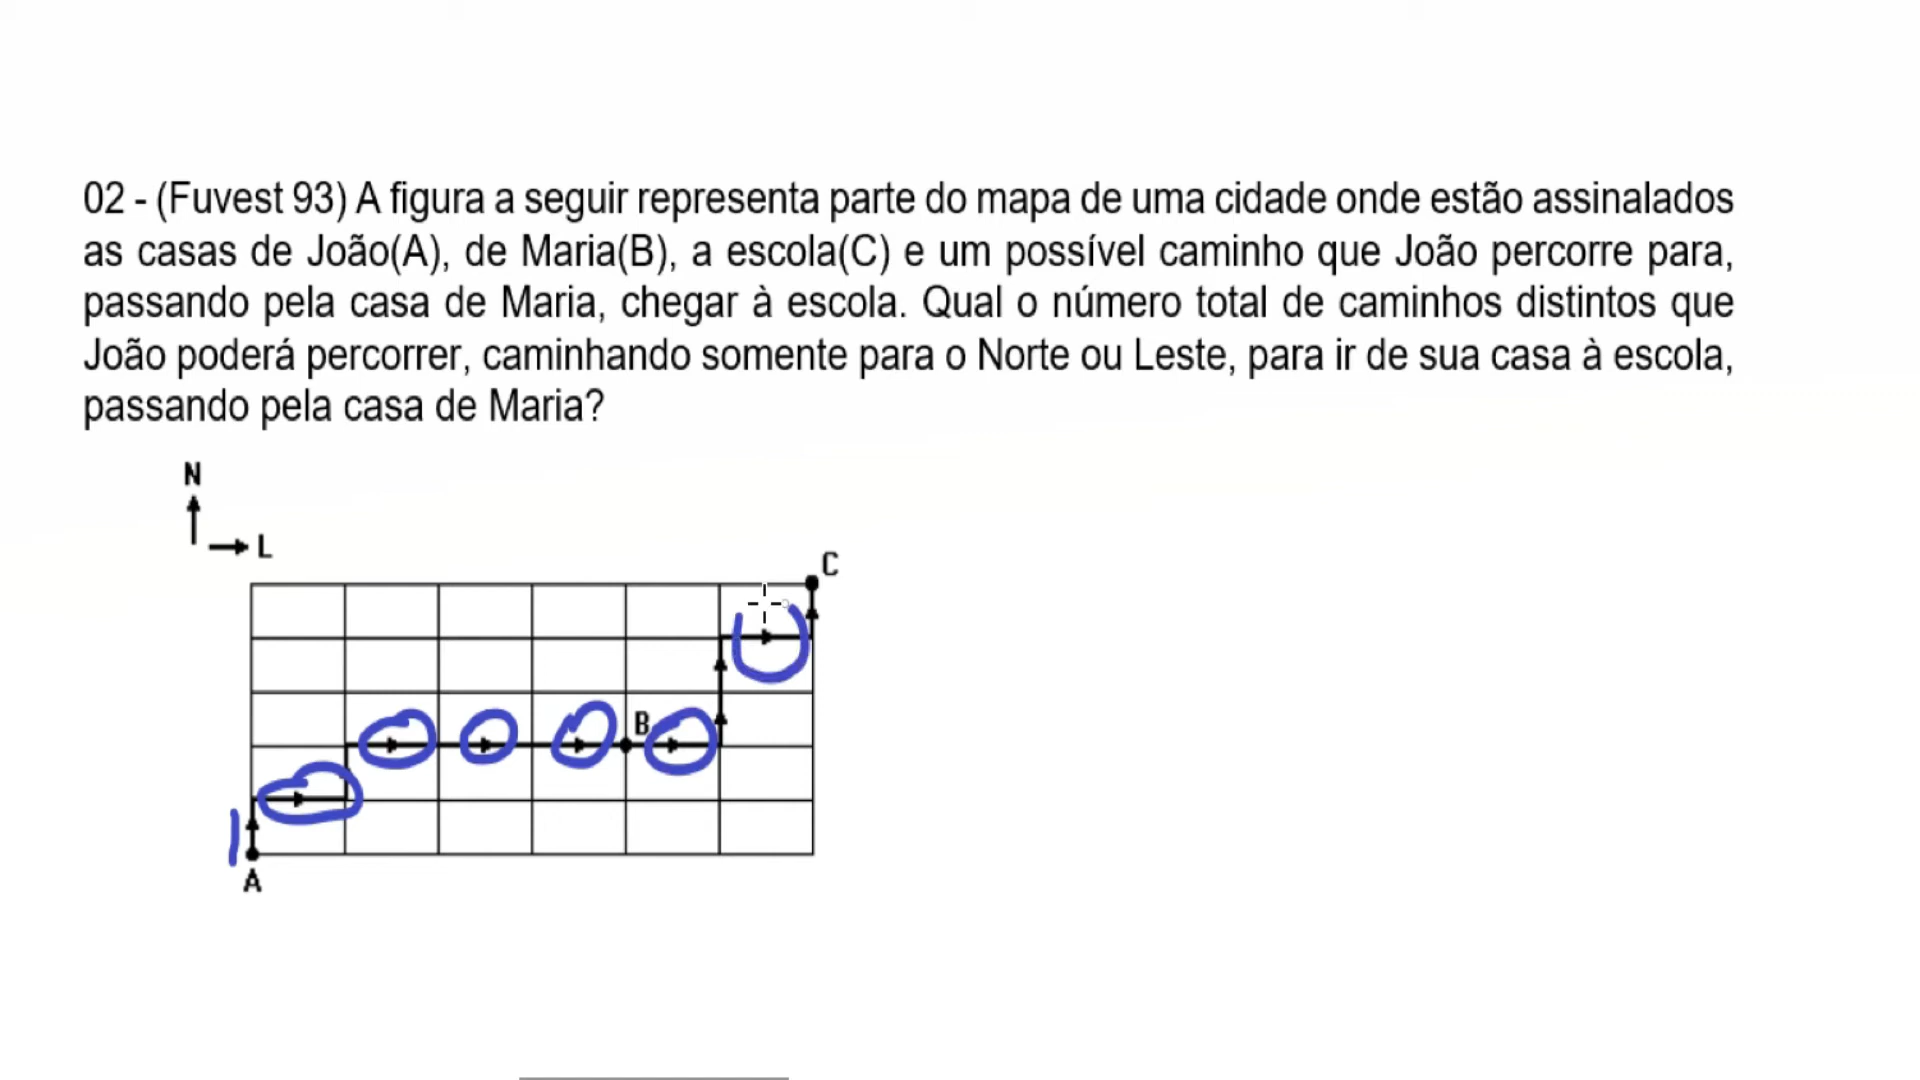 02 - (Fuvest 93) A figura a seguir representa parte do mapa de uma cidade onde estão assinalados
as casas de João(A), de Maria(B), a escola(C) e um possível caminho que João percorre para,
passando pela casa de Maria, chegar à escola. Qual o número total de caminhos distintos que
João poderá percorrer, caminhando somente para o Norte ou Leste, para ir de sua casa à escola,
passando pela casa de Maria?
N
L
C
B
A